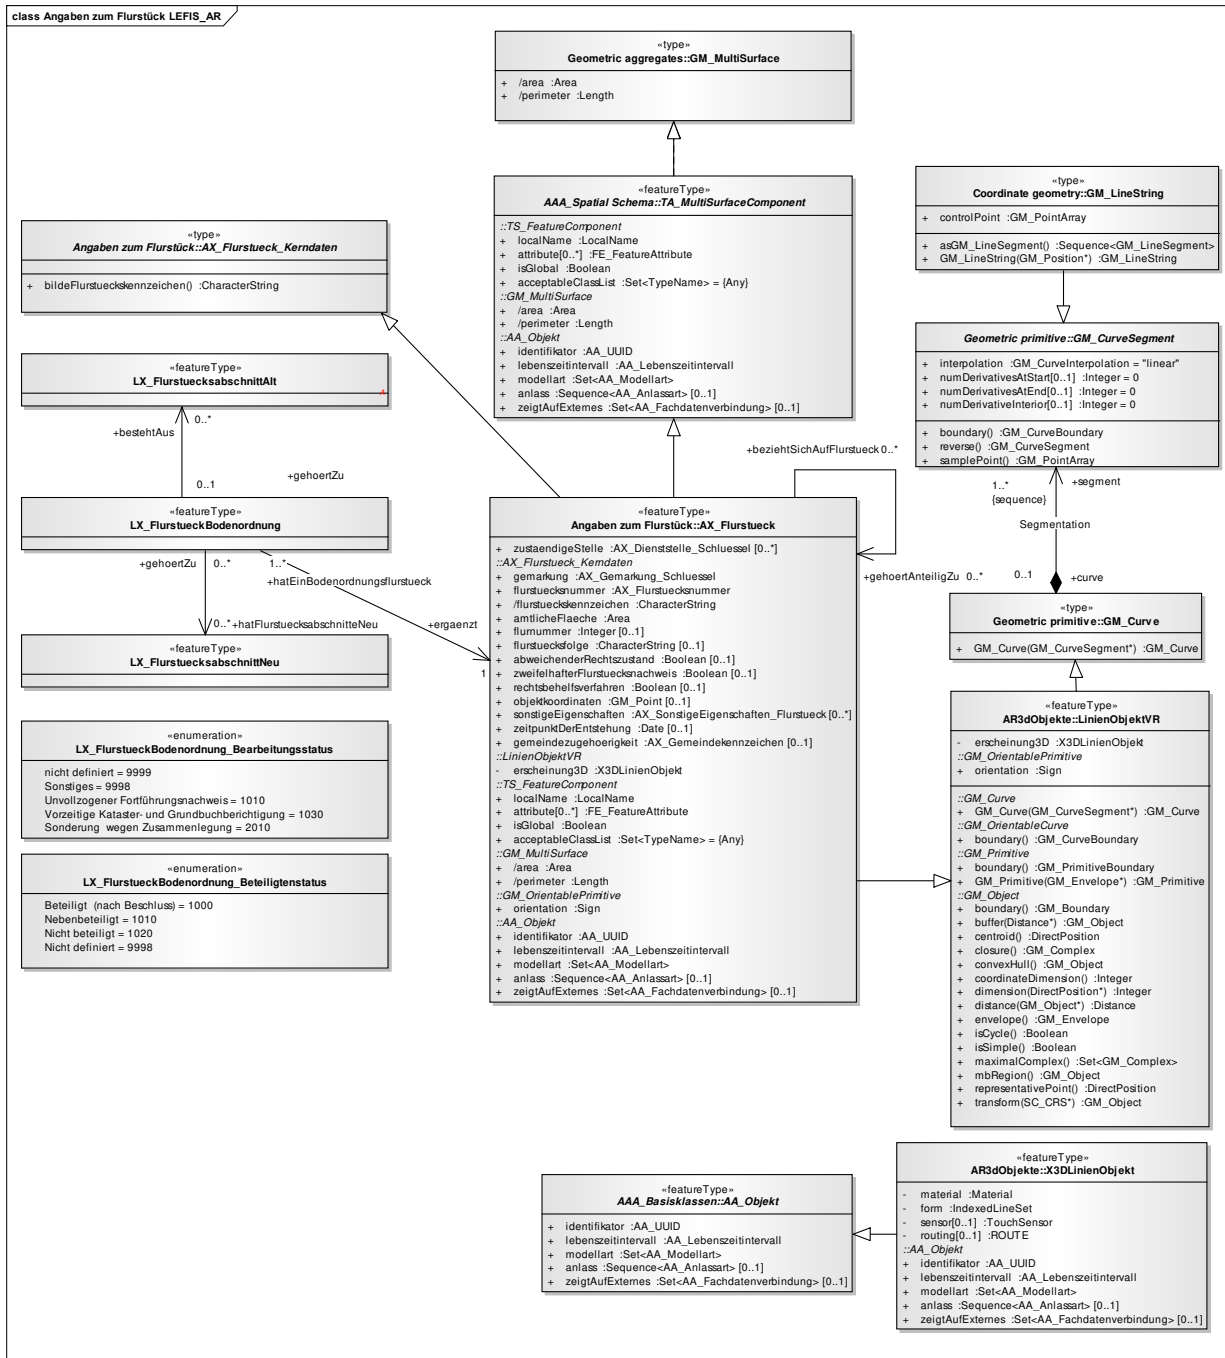 class Angaben zum Flurstück LEFIS_AR
«type»
Geometric aggregates::GM_MultiSurface
+ /area :Area
+ /perimeter :Length
«featureType»
AAA_Spatial Schema::TA_MultiSurfaceComponent
::TS_FeatureComponent
+ localName :LocalName
+ attribute[0..*] :FE_FeatureAttribute
+ isGlobal :Boolean
+ acceptableClassList :Set<TypeName> = {Any}
::GM_MultiSurface
+ /area :Area
+ /perimeter :Length
::AA_Objekt
+ identifikator :AA_UUID
+ lebenszeitintervall :AA_Lebenszeitintervall
+ modellart :Set<AA_Modellart>
+ anlass :Sequence<AA_Anlassart> [0..1]
+ zeigtAufExternes :Set<AA_Fachdatenverbindung> [0..1]
«type»
Coordinate geometry::GM_LineString
+ controlPoint :GM_PointArray
+ asGM_LineSegment() :Sequence<GM_LineSegment>
+ GM_LineString(GM_Position*) :GM_LineString
«type»
Angaben zum Flurstück::AX_Flurstueck_Kerndaten
+ bildeFlurstueckskennzeichen() :CharacterString
Geometric primitive::GM_CurveSegment
+ interpolation :GM_CurveInterpolation = "linear"
+ numDerivativesAtStart[0..1] :Integer = 0
+ numDerivativesAtEnd[0..1] :Integer = 0
+ numDerivativeInterior[0..1] :Integer = 0
+ boundary() :GM_CurveBoundary
+ reverse() :GM_CurveSegment
+ samplePoint() :GM_PointArray
«featureType»
LX_FlurstuecksabschnittAlt
+bestehtAus
0..*
0..1
+gehoertZu
«featureType»
LX_FlurstueckBodenordnung
+gehoertZu
0..*
1..*
+hatEinBodenordnungsflurstueck
0..*
+hatFlurstuecksabschnitteNeu
+ergaenzt
1
«featureType»
LX_FlurstuecksabschnittNeu
+beziehtSichAufFlurstueck
0..*
+gehoertAnteiligZu
0..*
1..*
{sequence}
+segment
Segmentation
0..1
+curve
«featureType»
Angaben zum Flurstück::AX_Flurstueck
+ zustaendigeStelle :AX_Dienststelle_Schluessel [0..*]
::AX_Flurstueck_Kerndaten
+ gemarkung :AX_Gemarkung_Schluessel
+ flurstuecksnummer :AX_Flurstuecksnummer
+ /flurstueckskennzeichen :CharacterString
+ amtlicheFlaeche :Area
+ flurnummer :Integer [0..1]
+ flurstuecksfolge :CharacterString [0..1]
+ abweichenderRechtszustand :Boolean [0..1]
+ zweifelhafterFlurstuecksnachweis :Boolean [0..1]
+ rechtsbehelfsverfahren :Boolean [0..1]
+ objektkoordinaten :GM_Point [0..1]
+ sonstigeEigenschaften :AX_SonstigeEigenschaften_Flurstueck [0..*]
+ zeitpunktDerEntstehung :Date [0..1]
+ gemeindezugehoerigkeit :AX_Gemeindekennzeichen [0..1]
::LinienObjektVR
- erscheinung3D :X3DLinienObjekt
::TS_FeatureComponent
+ localName :LocalName
+ attribute[0..*] :FE_FeatureAttribute
+ isGlobal :Boolean
+ acceptableClassList :Set<TypeName> = {Any}
::GM_MultiSurface
+ /area :Area
+ /perimeter :Length
::GM_OrientablePrimitive
+ orientation :Sign
::AA_Objekt
+ identifikator :AA_UUID
+ lebenszeitintervall :AA_Lebenszeitintervall
+ modellart :Set<AA_Modellart>
+ anlass :Sequence<AA_Anlassart> [0..1]
+ zeigtAufExternes :Set<AA_Fachdatenverbindung> [0..1]
«type»
Geometric primitive::GM_Curve
+ GM_Curve(GM_CurveSegment*) :GM_Curve
«featureType»
AR3dObjekte::LinienObjektVR
- erscheinung3D :X3DLinienObjekt
::GM_OrientablePrimitive
+ orientation :Sign
::GM_Curve
+ GM_Curve(GM_CurveSegment*) :GM_Curve
::GM_OrientableCurve
+ boundary() :GM_CurveBoundary
::GM_Primitive
+ boundary() :GM_PrimitiveBoundary
+ GM_Primitive(GM_Envelope*) :GM_Primitive
::GM_Object
+ boundary() :GM_Boundary
+ buffer(Distance*) :GM_Object
+ centroid() :DirectPosition
+ closure() :GM_Complex
+ convexHull() :GM_Object
+ coordinateDimension() :Integer
+ dimension(DirectPosition*) :Integer
+ distance(GM_Object*) :Distance
+ envelope() :GM_Envelope
+ isCycle() :Boolean
+ isSimple() :Boolean
+ maximalComplex() :Set<GM_Complex>
+ mbRegion() :GM_Object
+ representativePoint() :DirectPosition
+ transform(SC_CRS*) :GM_Object
«enumeration»
LX_FlurstueckBodenordnung_Bearbeitungsstatus
nicht definiert = 9999
Sonstiges = 9998
Unvollzogener Fortführungsnachweis = 1010
Vorzeitige Kataster- und Grundbuchberichtigung = 1030
Sonderung wegen Zusammenlegung = 2010
«enumeration»
LX_FlurstueckBodenordnung_Beteiligtenstatus
Beteiligt (nach Beschluss) = 1000
Nebenbeteiligt = 1010
Nicht beteiligt = 1020
Nicht definiert = 9998
«featureType»
AAA_Basisklassen::AA_Objekt
+ identifikator :AA_UUID
+ lebenszeitintervall :AA_Lebenszeitintervall
+ modellart :Set<AA_Modellart>
+ anlass :Sequence<AA_Anlassart> [0..1]
+ zeigtAufExternes :Set<AA_Fachdatenverbindung> [0..1]
«featureType»
AR3dObjekte::X3DLinienObjekt
- material :Material
- form :IndexedLineSet
- sensor[0..1] :TouchSensor
- routing[0..1] :ROUTE
::AA_Objekt
+ identifikator :AA_UUID
+ lebenszeitintervall :AA_Lebenszeitintervall
+ modellart :Set<AA_Modellart>
+ anlass :Sequence<AA_Anlassart> [0..1]
+ zeigtAufExternes :Set<AA_Fachdatenverbindung> [0..1]